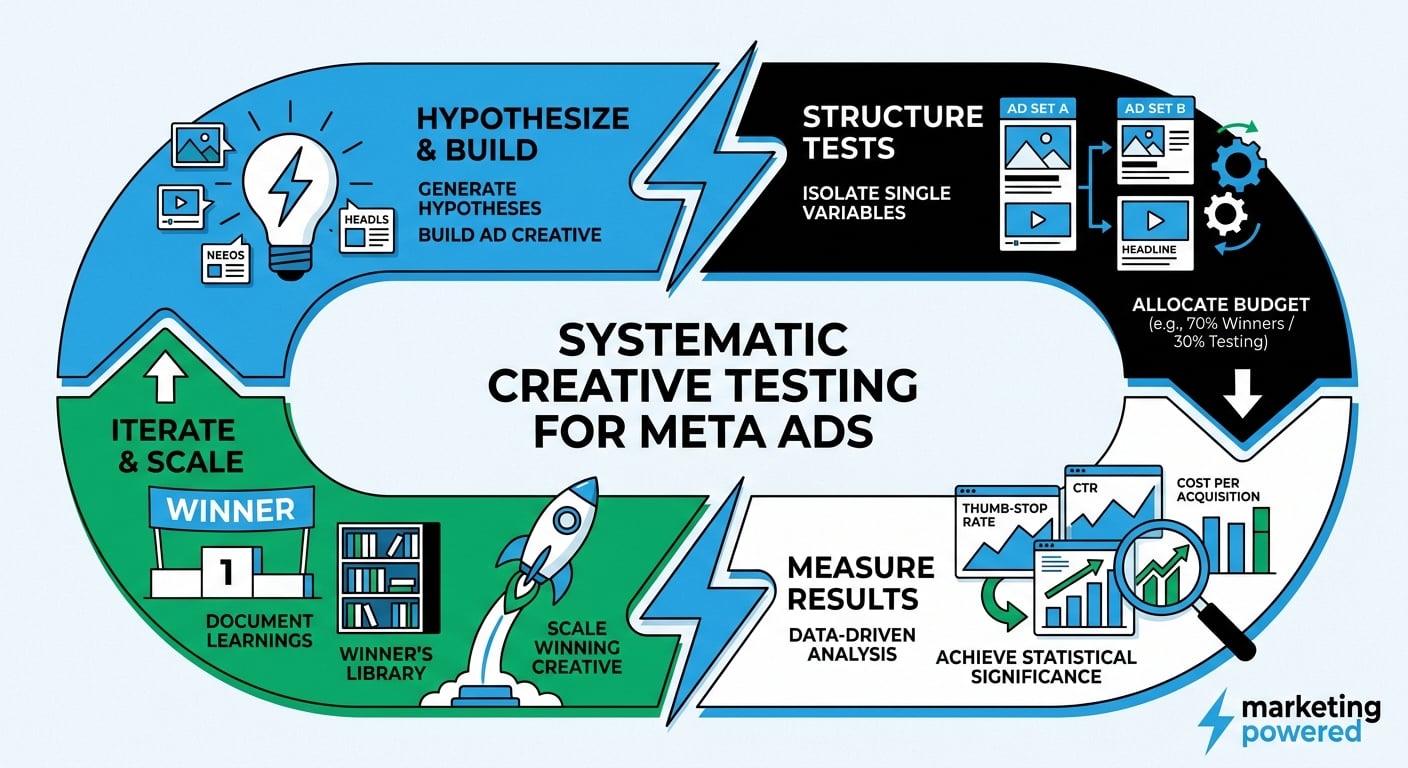 HYPOTHESIZE
& BUILD
GENERATE
HYPOTHESES
BUILD AD CREATIVE
HEADLS
NEEOS
STRUCTURE
TESTS
ISOLATE SINGLE
VARIABLES
AD SET A
AD SET B
HEADLINE
ALLOCATE BUDGET
(e.g., 70% Winners /
30% Testing)
SYSTEMATIC
CREATIVE TESTING
FOR META ADS
MEASURE
RESULTS
DATA-DRIVEN
ANALYSIS
THUMB-STOP
RATE
CTR
COST PER
ACQUISITION
ACHIEVE STATISTICAL
SIGNIFICANCE
ITERATE
& SCALE
WINNER
1
DOCUMENT
LEARNINGS
WINNER'S
LIBRARY
SCALE
WINNING
CREATIVE
marketing
powered